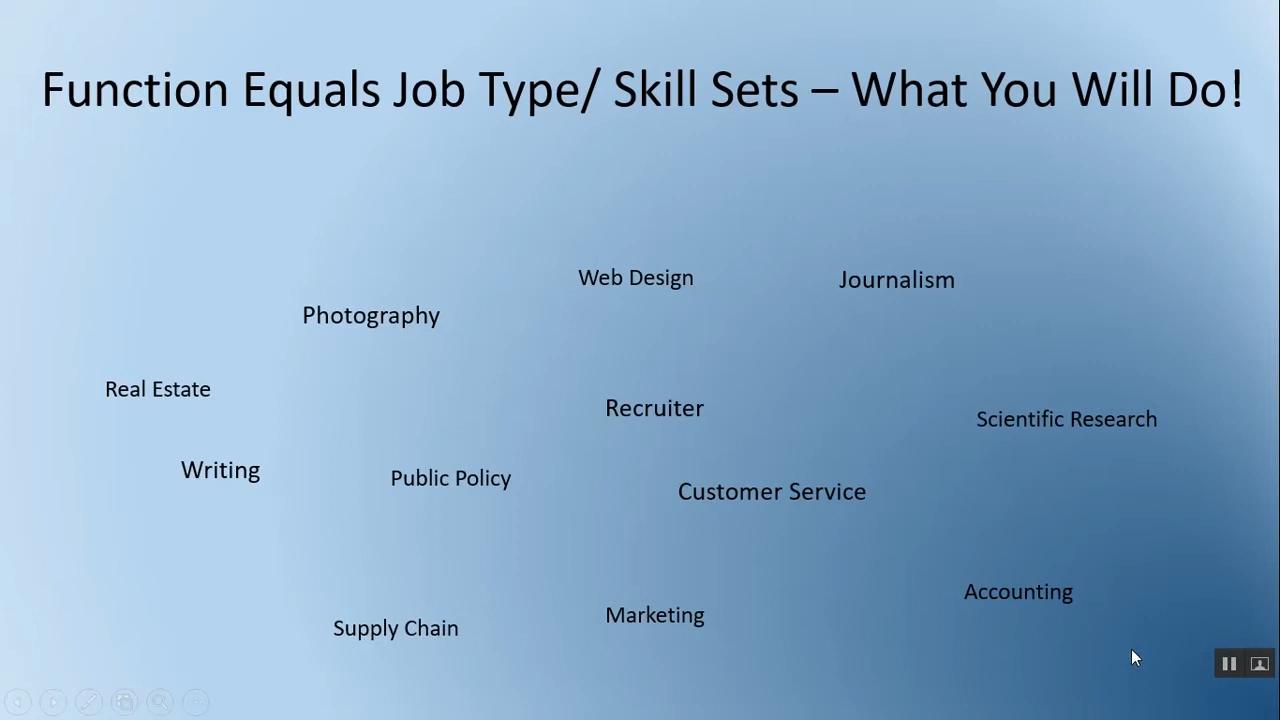 Function Equals Job Type/ Skill Sets – What You Will Do!
Web Design
Journalism
Photography
Real Estate
Recruiter
Scientific Research
Writing
Public Policy
Customer Service
Accounting
Marketing
Supply Chain